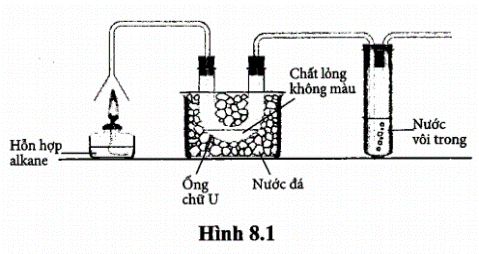 Chất lỏng
không màu
Hỗn hợp
alkane
Nước
vôi trong
Ống
chữ U
Nước đá
Hình 8.1